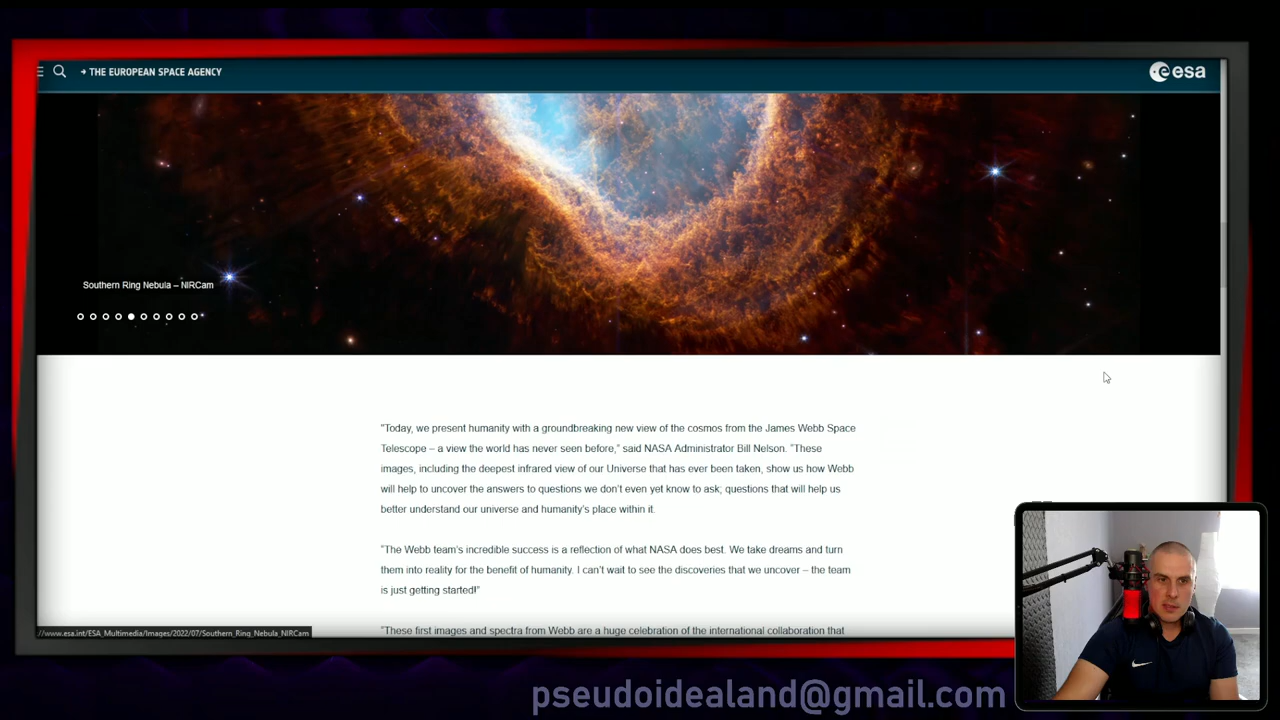 → THE EUROPEAN SPACE AGENCY
esa
Southern Ring Nebula – NIRCam
"Today, we present humanity with a groundbreaking new view of the cosmos from the James Webb Space
Telescope – a view the world has never seen before," said NASA Administrator Bill Nelson. "These
images, including the deepest infrared view of our Universe that has ever been taken, show us how Webb
will help to uncover the answers to questions we don't even yet know to ask; questions that will help us
better understand our universe and humanity's place within it.
"The Webb team's incredible success is a reflection of what NASA does best. We take dreams and turn
them into reality for the benefit of humanity. I can't wait to see the discoveries that we uncover – the team
is just getting started!"
"These first images and spectra from Webb are a huge celebration of the international collaboration that
//www.esa.int/ESA_Multimedia/Images/2022/07/Southern_Ring_Nebula_NIRCam
pseudoidealand@gmail.com